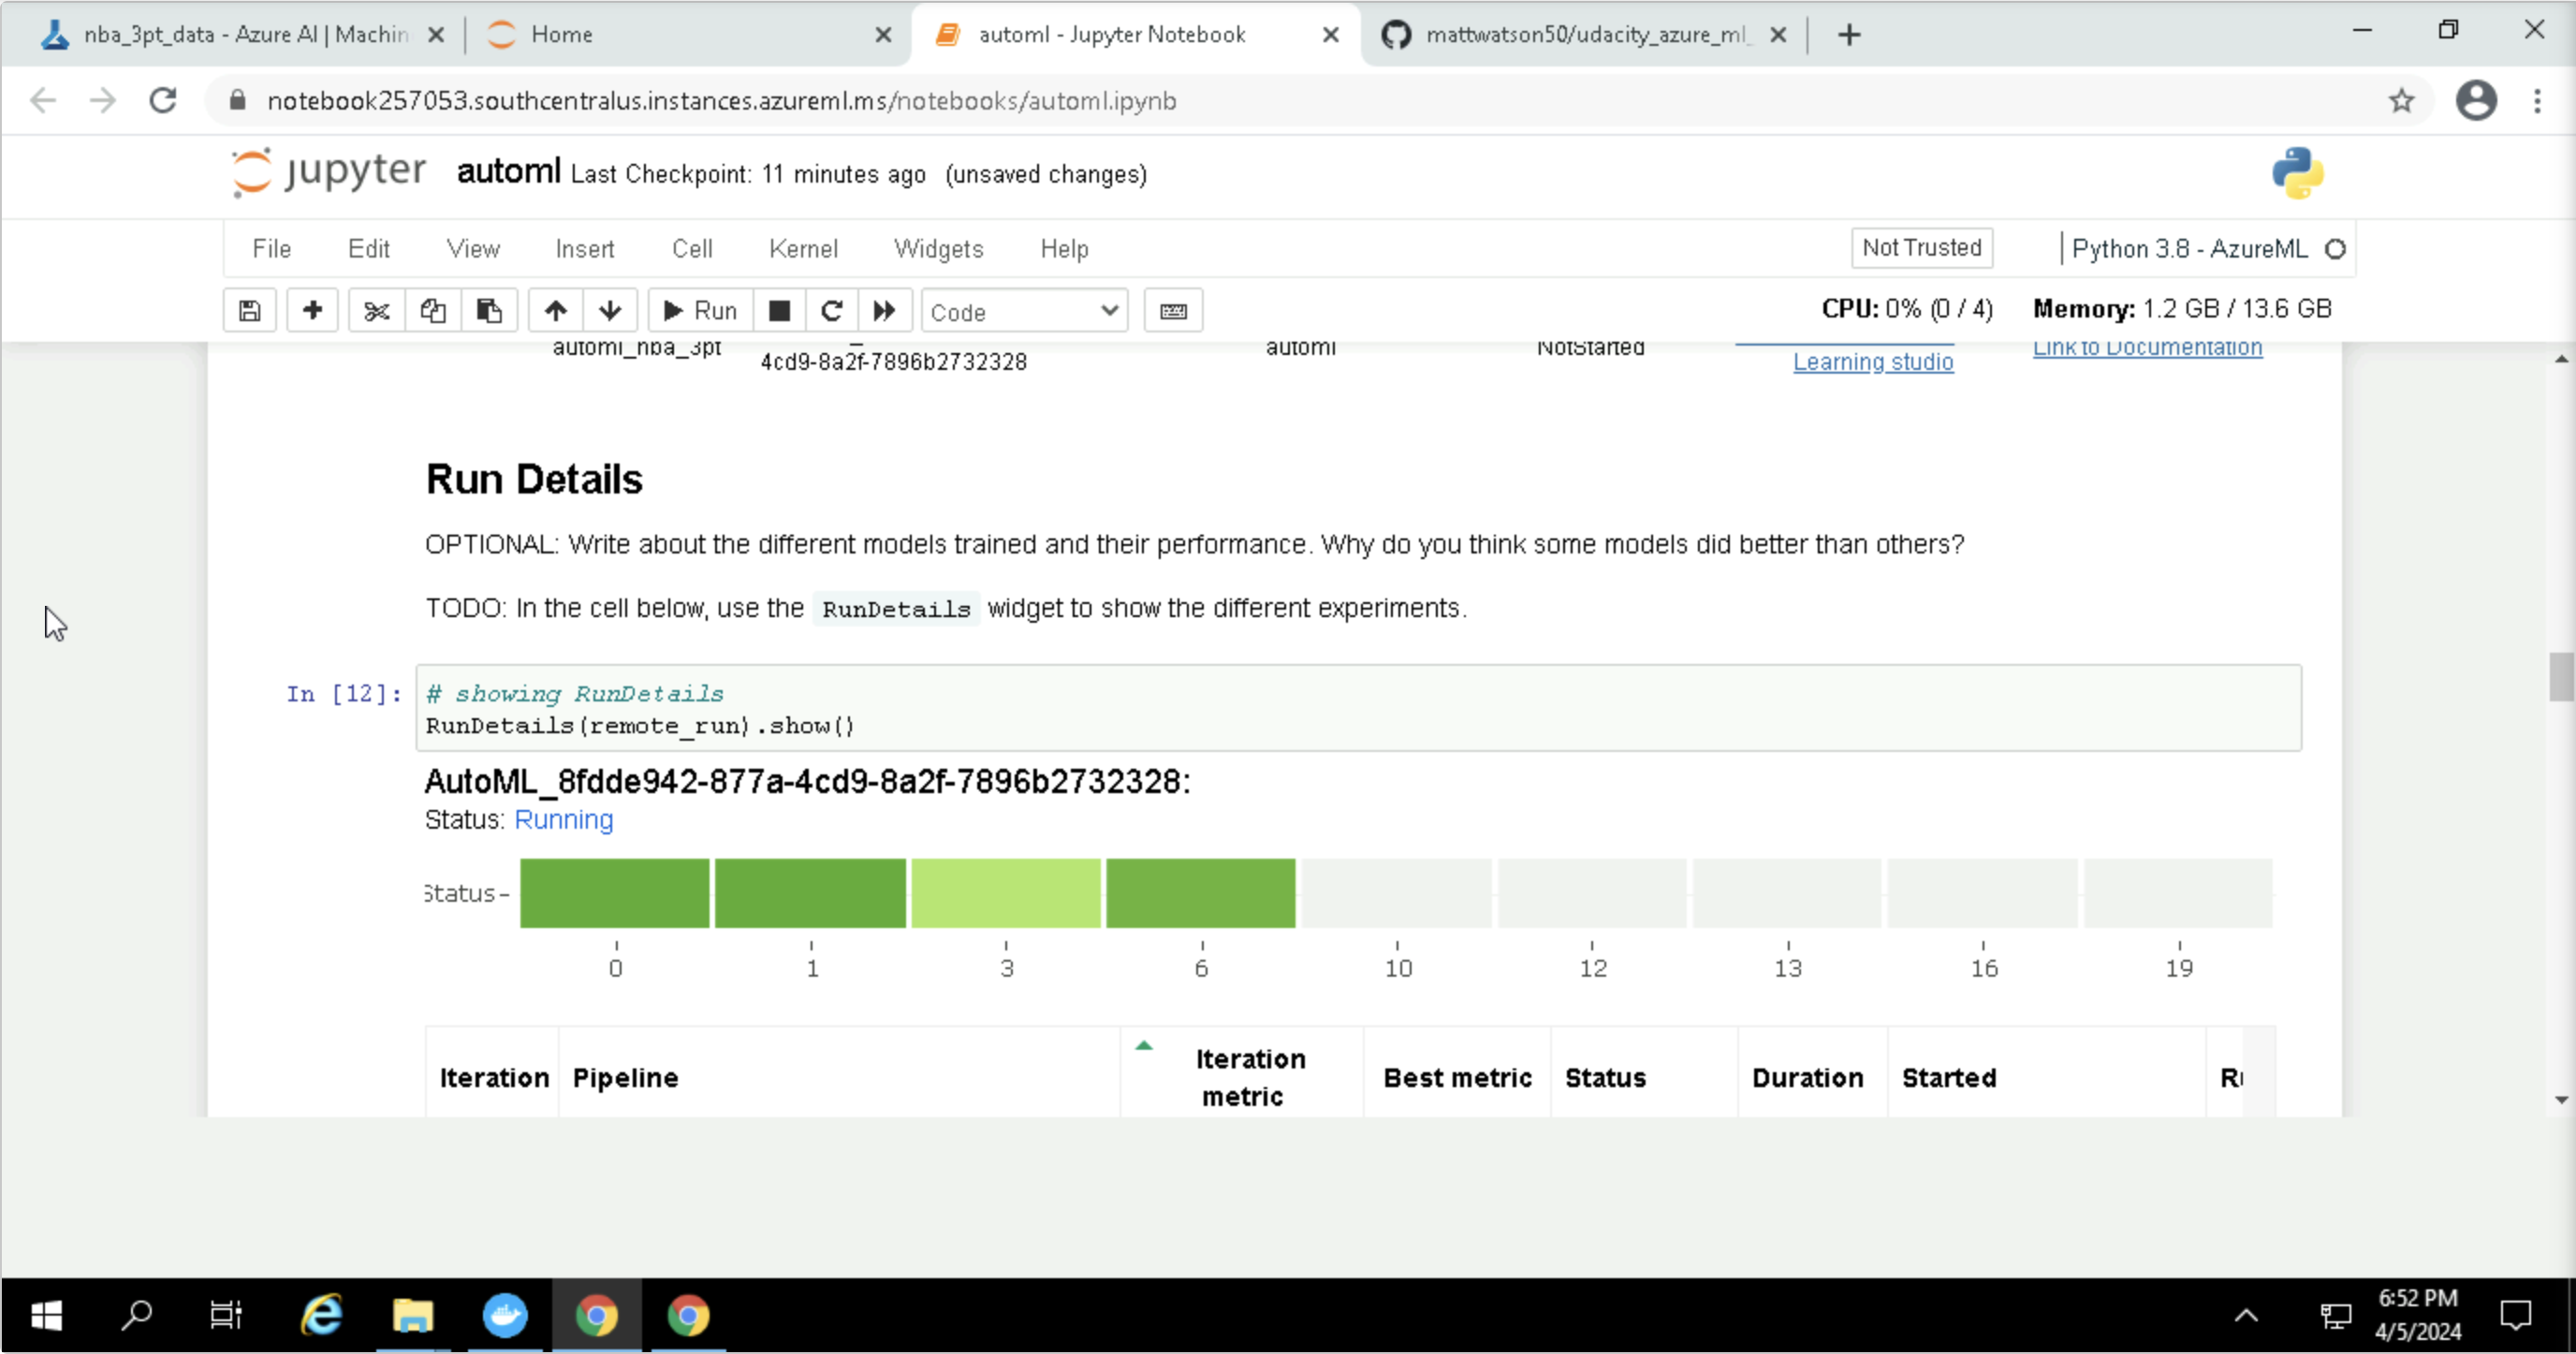 nba_3pt_data - Azure AI | Machin
Home
automl - Jupyter Notebook
mattwatson50/udacity_azure_ml_
notebook257053.southcentralus.instances.azureml.ms/notebooks/automl.ipynb
jupyter automl Last Checkpoint: 11 minutes ago (unsaved changes)
File Edit View Insert Cell Kernel Widgets Help
Not Trusted
Python 3.8 - AzureML
Run
Code
CPU: 0% (0 / 4) Memory: 1.2 GB / 13.6 GB
automl_nba_3pt
4cd9-8a2f-7896b2732328
automl
NotStarted
Learning studio
Link to Documentation
Run Details
OPTIONAL: Write about the different models trained and their performance. Why do you think some models did better than others?
TODO: In the cell below, use the RunDetails widget to show the different experiments.
In [12]:
# showing RunDetails
RunDetails(remote_run).show()
AutoML_8fdde942-877a-4cd9-8a2f-7896b2732328:
Status: Running
Status
0 1 3 6 10 12 13 16 19
Iteration Pipeline Iteration metric Best metric Status Duration Started
6:52 PM
4/5/2024